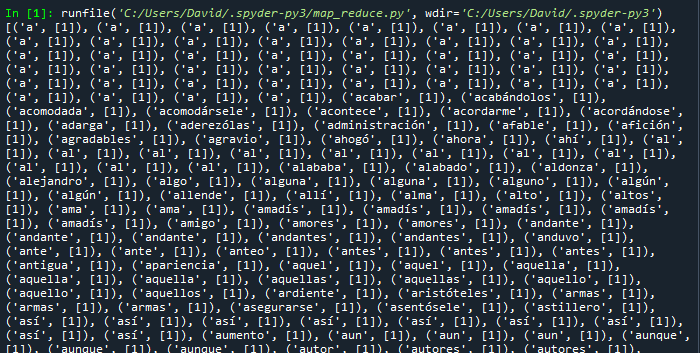 In [1]: runfile('C:/Users/David/.spyder-py3/map_reduce.py', wdir='C:/Users/David/.spyder-py3')
[('a', [1]), ('a', [1]), ('a', [1]), ('a', [1]), ('a', [1]), ('a', [1]), ('a', [1]), ('a', [1]),
('a', [1]), ('a', [1]), ('a', [1]), ('a', [1]), ('a', [1]), ('a', [1]), ('a', [1]), ('a', [1]),
('a', [1]), ('a', [1]), ('a', [1]), ('a', [1]), ('a', [1]), ('a', [1]), ('a', [1]), ('a', [1]),
('a', [1]), ('a', [1]), ('a', [1]), ('a', [1]), ('a', [1]), ('a', [1]), ('a', [1]), ('a', [1]),
('a', [1]), ('a', [1]), ('a', [1]), ('a', [1]), ('a', [1]), ('a', [1]), ('a', [1]), ('a', [1]),
('a', [1]), ('a', [1]), ('a', [1]), ('a', [1]), ('acabar', [1]), ('acabándolos', [1]),
('acomodada', [1]), ('acomodársele', [1]), ('acontece', [1]), ('acordarme', [1]), ('acordándose',
[1]), ('adarga', [1]), ('aderezólas', [1]), ('administración', [1]), ('afable', [1]), ('afición',
[1]), ('agradables', [1]), ('agravio', [1]), ('ahogó', [1]), ('ahora', [1]), ('ahí', [1]), ('al',
[1]), ('al', [1]), ('al', [1]), ('al', [1]), ('al', [1]), ('al', [1]), ('al', [1]), ('al',
[1]), ('al', [1]), ('al', [1]), ('alababa', [1]), ('alabado', [1]), ('aldonza', [1]),
('alejandro', [1]), ('algo', [1]), ('alguna', [1]), ('alguna', [1]), ('alguno', [1]), ('algún',
[1]), ('algún', [1]), ('allende', [1]), ('allí', [1]), ('alma', [1]), ('alto', [1]), ('altos',
[1]), ('ama', [1]), ('ama', [1]), ('amadís', [1]), ('amadís', [1]), ('amadís', [1]), ('amadís',
[1]), ('amadís', [1]), ('amigo', [1]), ('amores', [1]), ('amores', [1]), ('andante', [1]),
('andante', [1]), ('andante', [1]), ('andantes', [1]), ('andantes', [1]), ('anduvo', [1]),
('ante', [1]), ('ante', [1]), ('anteo', [1]), ('antes', [1]), ('antes', [1]), ('antes', [1]),
('antigua', [1]), ('apariencia', [1]), ('aquel', [1]), ('aquel', [1]), ('aquella', [1]),
('aquella', [1]), ('aquella', [1]), ('aquellas', [1]), ('aquellas', [1]), ('aquello', [1]),
('aquello', [1]), ('aquellos', [1]), ('ardiente', [1]), ('aristóteles', [1]), ('armas', [1]),
('armas', [1]), ('armas', [1]), ('asegurarse', [1]), ('asentósele', [1]), ('astillero', [1]),
('así', [1]), ('así', [1]), ('así', [1]), ('así', [1]), ('así', [1]), ('así', [1]), ('así', [1]),
('así', [1]), ('así', [1]), ('aumento', [1]), ('aun', [1]), ('aun', [1]), ('aun', [1]), ('aunque',
[1]), ('aunque', [1]), ('aunque', [1]), ('autor', [1]), ('autores', [1]), ('autores', [1]),